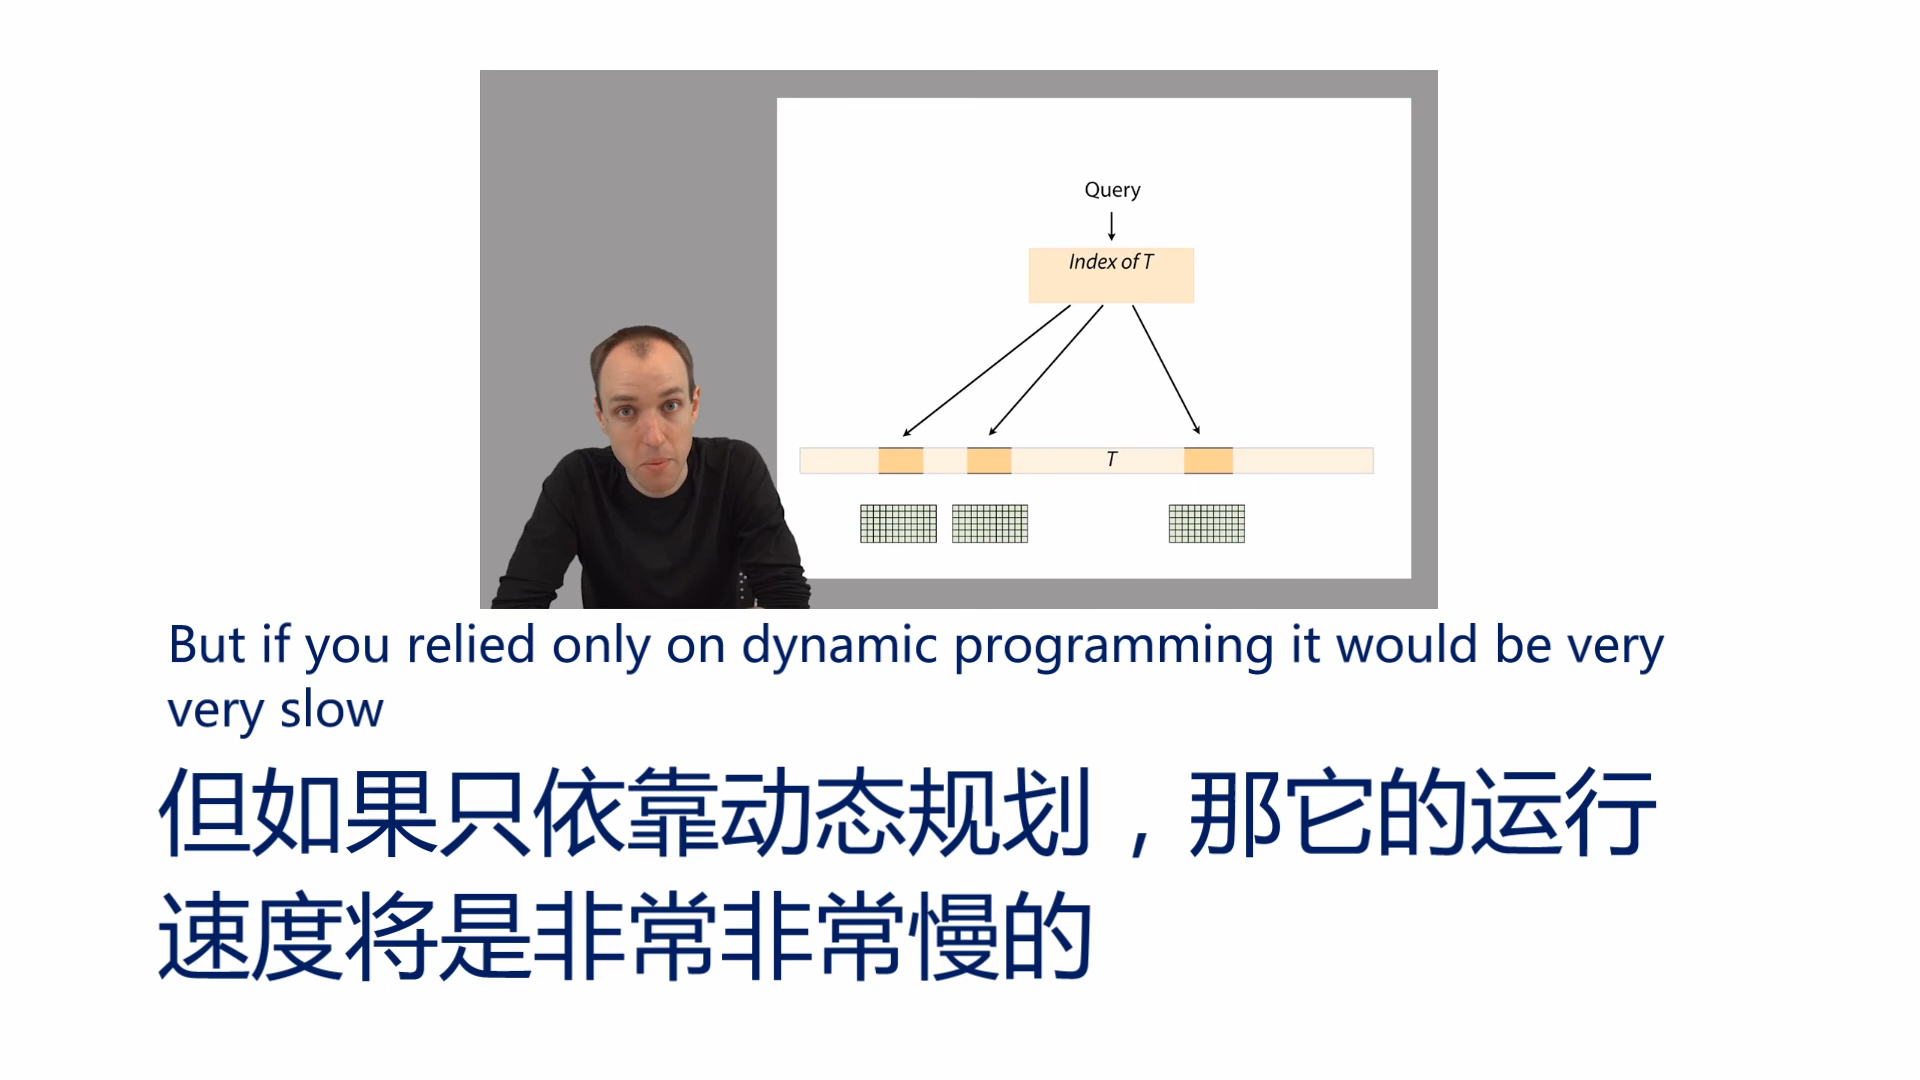 Query
Index of T
T
But if you relied only on dynamic programming it would be very
very slow
但如果只依靠动态规划，那它的运行
速度将是非常非常慢的